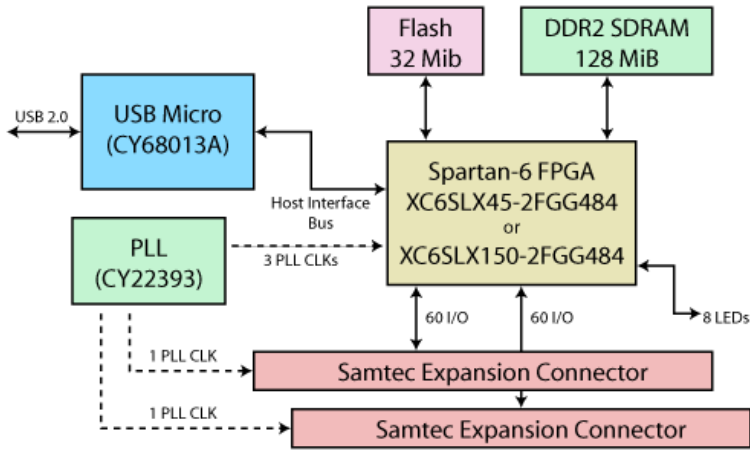 Flash
32 Mib
DDR2 SDRAM
128 MiB
USB 2.0
USB Micro
(CY68013A)
Host Interface
Bus
Spartan-6 FPGA
XC6SLX45-2FGG484
or
XC6SLX150-2FGG484
PLL
(CY22393)
3 PLL CLKs
60 I/O
60 I/O
8 LEDs
1 PLL CLK
Samtec Expansion Connector
1 PLL CLK
Samtec Expansion Connector